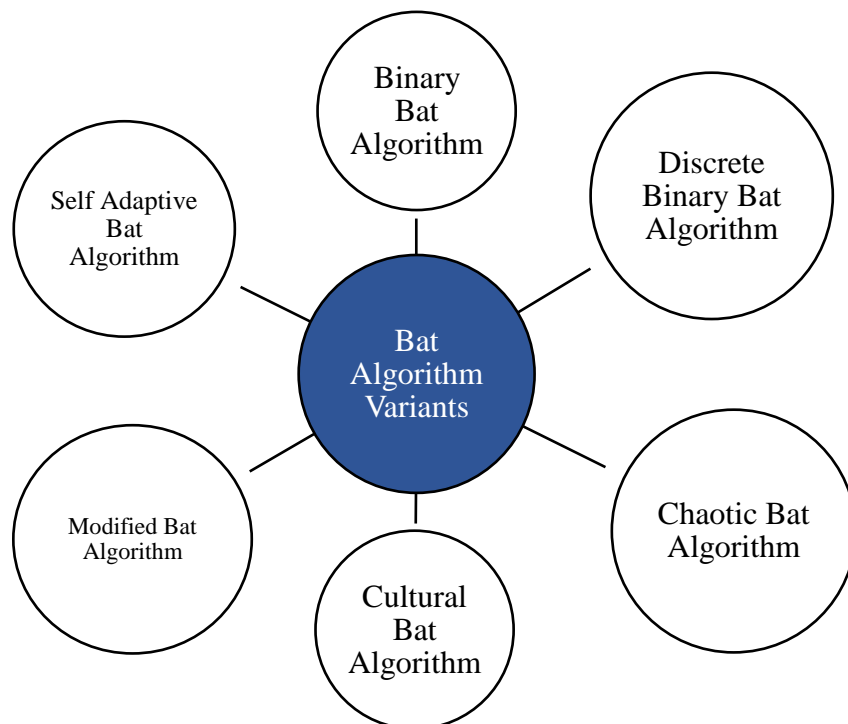 Binary
Bat
Algorithm
Discrete
Binary Bat
Algorithm
Self Adaptive
Bat
Algorithm
Bat
Algorithm
Variants
Chaotic Bat
Algorithm
Modified Bat
Algorithm
Cultural
Bat
Algorithm